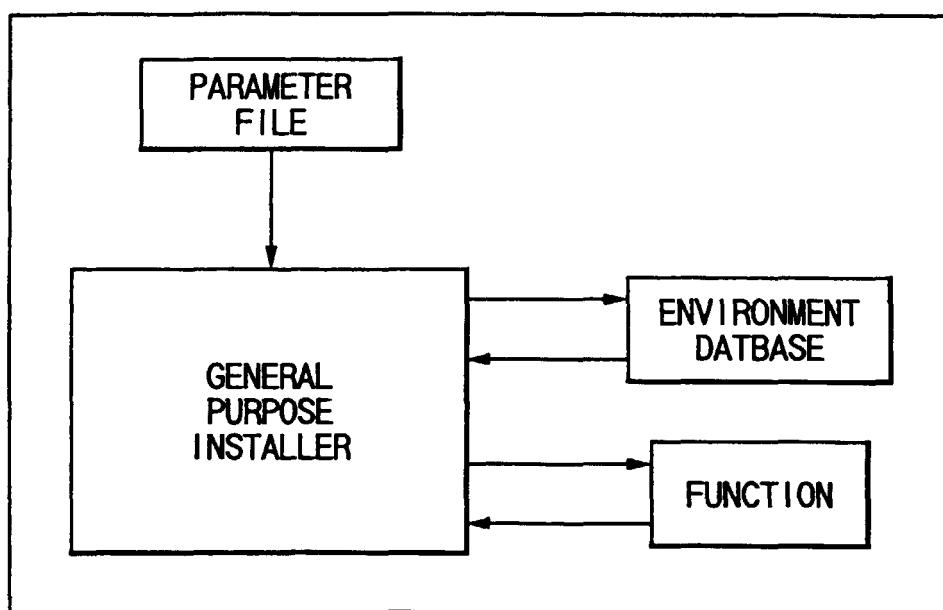 PARAMETER
FILE
GENERAL
PURPOSE
INSTALLER
ENVIRONMENT
DATBASE
FUNCTION